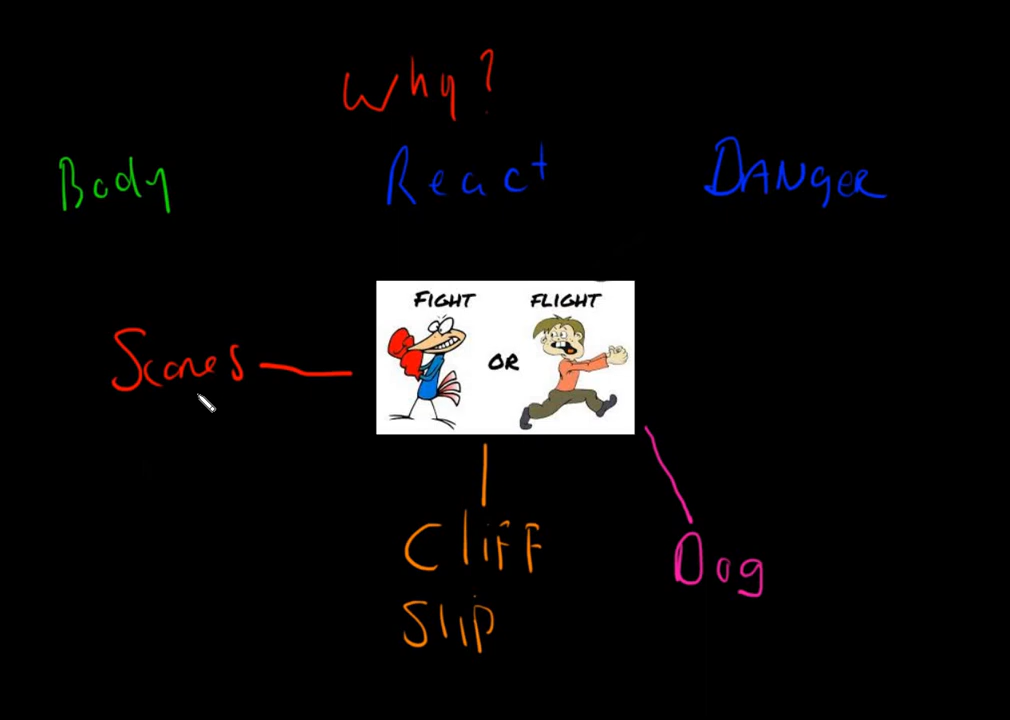 Why?
Body React DANgER
FIGHT OR FLIGHT
Scares
Cliff
Slip
Dog